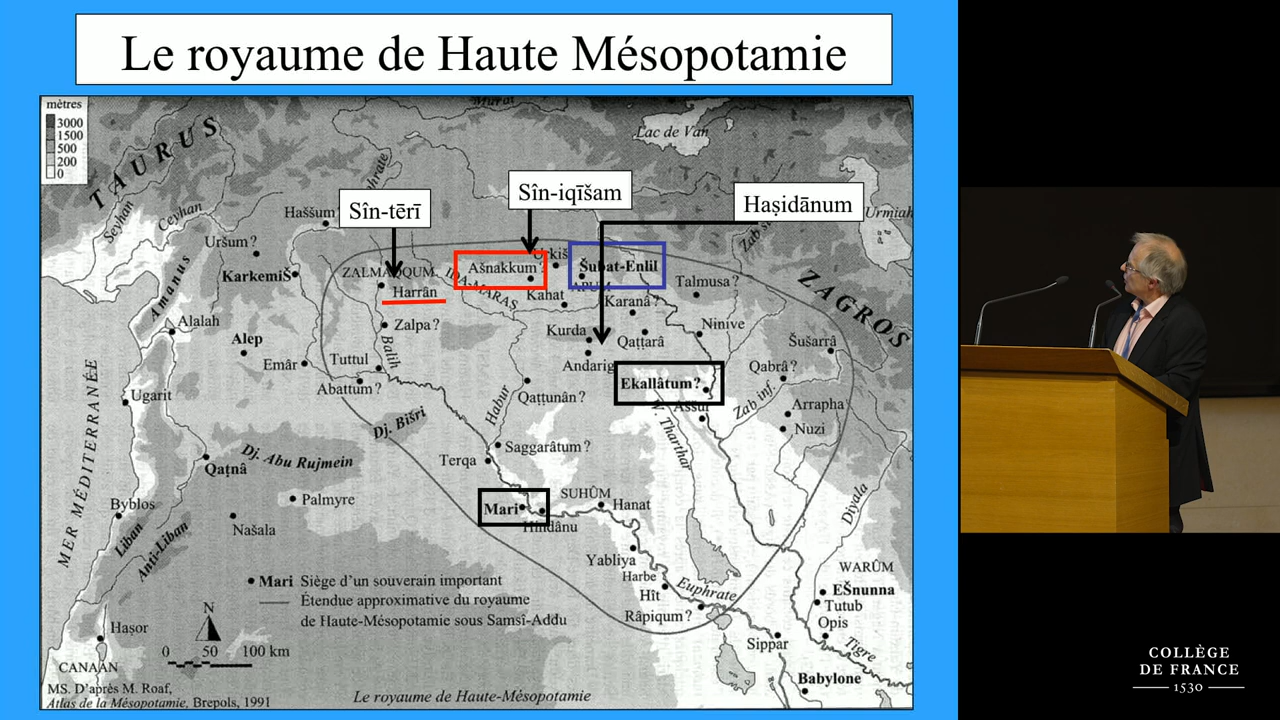 Le royaume de Haute Mésopotamie
mètres
3000
1500
500
200
0
TAURUS
Murat
Lac de Van
Seyhan
Ceyhan
Sîn-tērī
Sîn-iqīšam
Haṣidānum
Urmiah
Haššum
Uršum ?
KarkemiŠ
ZALMAQQUM
Harrân
Ašnakkum ?
IDA-MARAS
Šubat-Enlil
Kahat
Karanâ ?
Talmusa ?
ZAGROS
Amanus
Alalah
Zalpa ?
Balih
Kurda
Qaṭṭarâ
Ninive
Šušarrâ
Alep
Emâr
Tuttul
Abattum ?
Andarig
Ekallâtum?
Qabrâ ?
Ugarit
Habur
Qaṭṭunân ?
Assur
Zab inf.
Arrapha
Nuzi
Dj. Bišri
W. Tharthar
MER MÉDITERRANÉE
Qaṭnâ
Dj. Abu Rujmein
Terqa
Saggarâtum ?
Palmyre
Mari
Hindânu
SUHÛM
Hanat
Diyala
Byblos
Liban
Anti-Liban
Našala
Yabliya
Harbe
Hît
Euphrate
Râpiqum ?
WARÛM
EŠnunna
Tutub
Opis
Tigre
Mari Siège d'un souverain important
Étendue approximative du royaume
de Haute-Mésopotamie sous Samsî-Addu
N
0 50 100 km
Haṣor
CANAAN
Sippar
Babylone
MS. D'après M. Roaf,
Atlas de la Mésopotamie, Brepols, 1991
Le royaume de Haute-Mésopotamie
COLLÈGE
DE FRANCE
1530